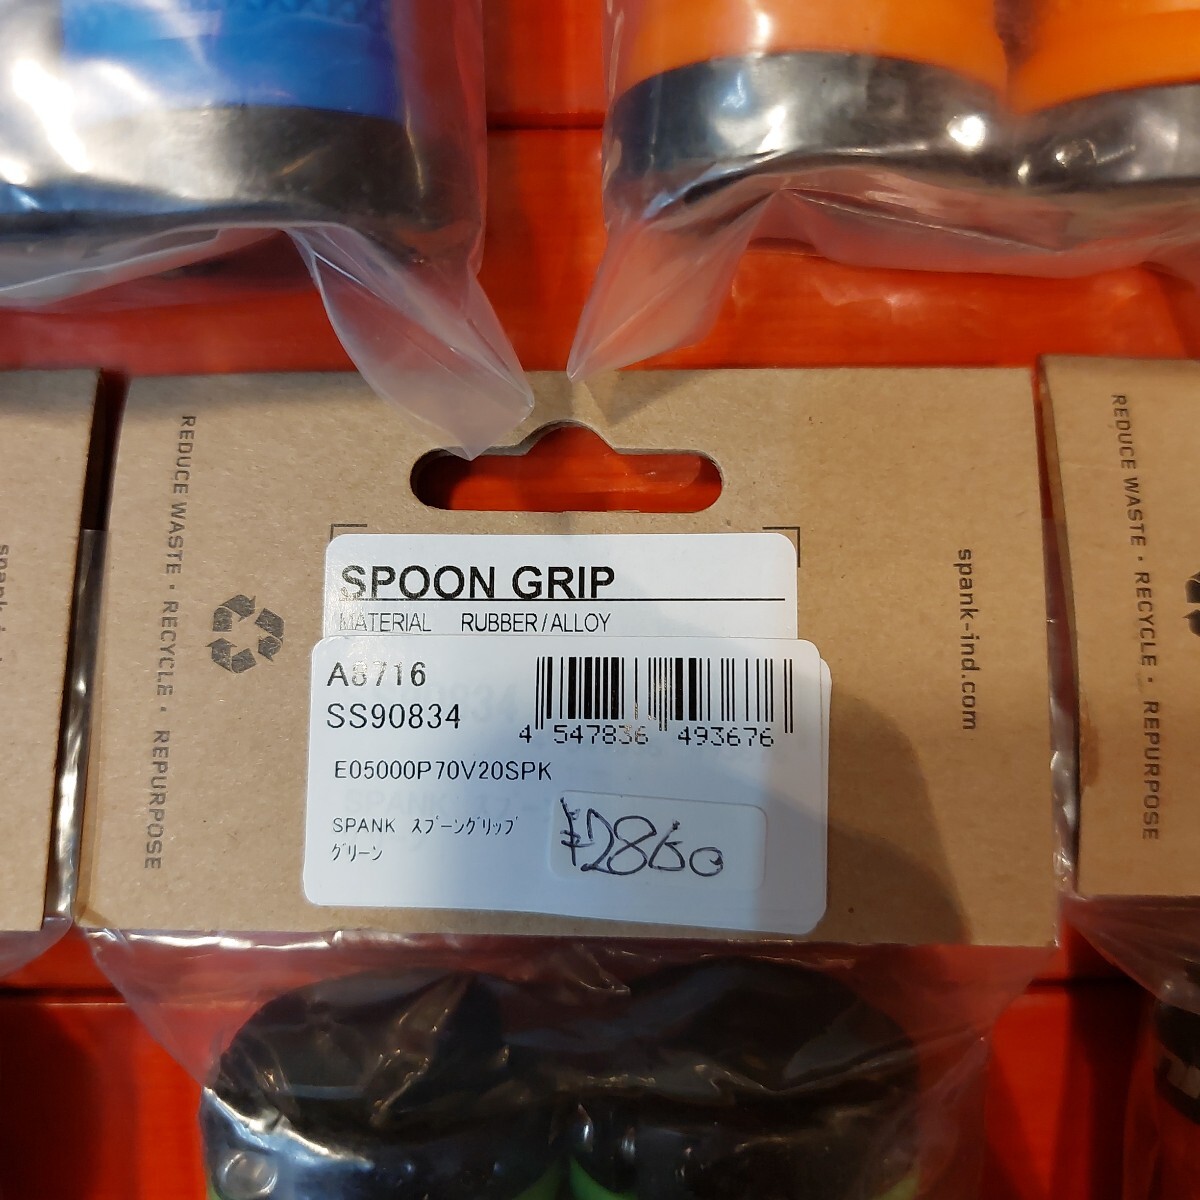 REDUCE WASTE · RECYCLE · REPURPOSE
SPOON GRIP
MATERIAL RUBBER/ALLOY
A8716
SS90834
4 547836 493676
E05000P70V20SPK
SPANK ｽﾌﾟｰﾝｸﾞﾘｯﾌﾟ
ｸﾞﾘｰﾝ
¥2860
spank-ind.com
REDUCE WASTE · RECYCLE · REPURPOSE